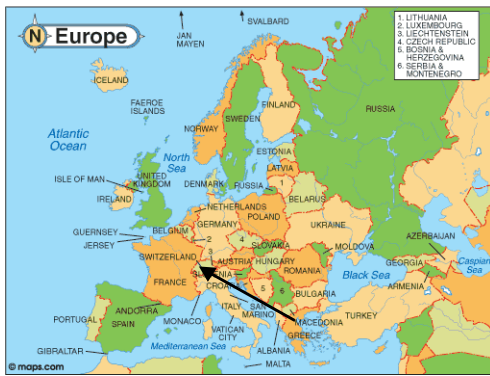 N
Europe
JAN
MAYEN
SVALBARD
1. LITHUANIA
2. LUXEMBOURG
3. LIECHTENSTEIN
4. CZECH REPUBLIC
5. BOSNIA &
HERZEGOVINA
6. SERBIA &
MONTENEGRO
ICELAND
FAEROE
ISLANDS
Atlantic
Ocean
NORWAY
SWEDEN
FINLAND
RUSSIA
North
Sea
ESTONIA
LATVIA
1
ISLE OF MAN
UNITED
KINGDOM
IRELAND
DENMARK
RUSSIA
BELARUS
NETHERLANDS
POLAND
GERMANY
GUERNSEY
JERSEY
BELGIUM
2
4
UKRAINE
SLOVAKIA
MOLDOVA
AZERBAIJAN
SWITZERLAND
3
AUSTRIA
HUNGARY
GEORGIA
Caspian
Sea
FRANCE
ROMANIA
Black Sea
ARMENIA
5
6
BULGARIA
ANDORRA
ITALY
SAN
MARINO
PORTUGAL
SPAIN
MONACO
VATICAN
CITY
MACEDONIA
TURKEY
GREECE
Mediterranean Sea
ALBANIA
GIBRALTAR
MALTA
© maps.com